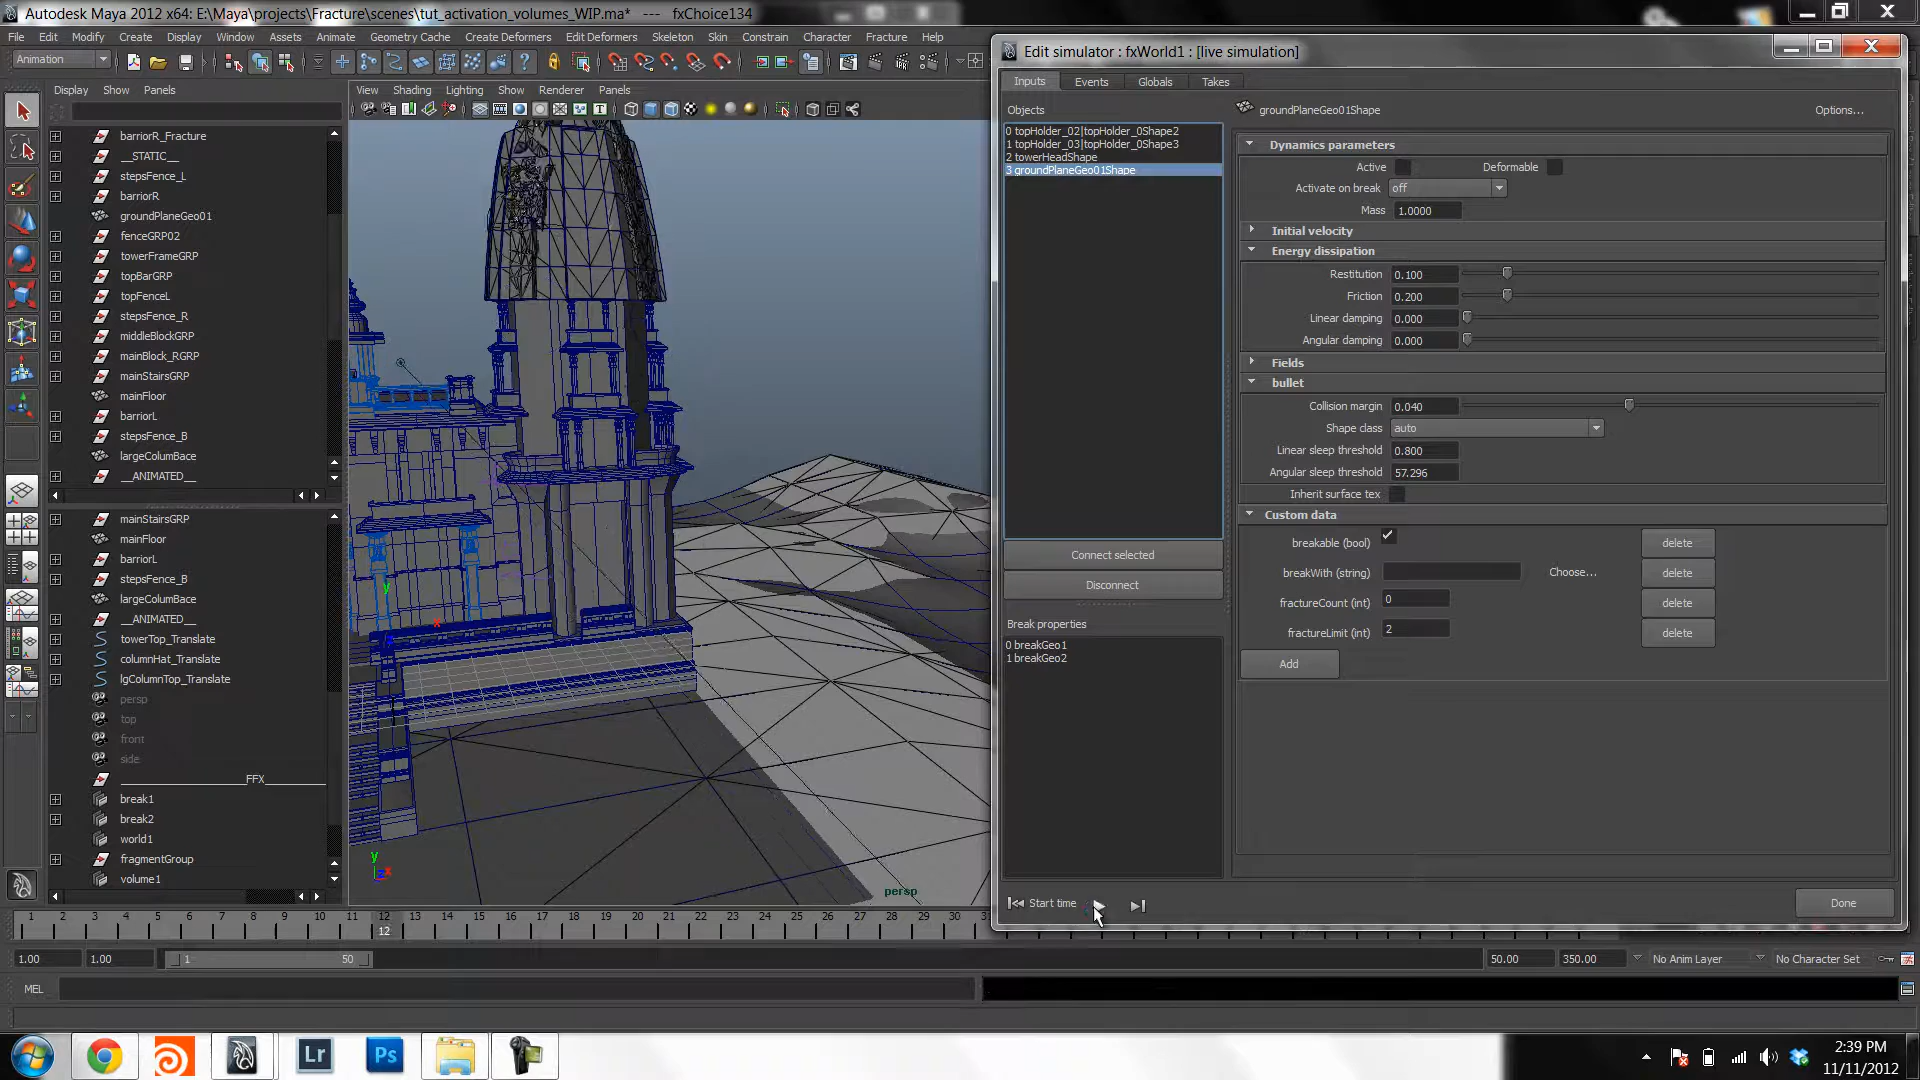 Autodesk Maya 2012 x64: E:\Maya\projects\Fracture\scenes\tut_activation_volumes_WIP.ma* --- fxChoice134
File Edit Modify Create Display Window Assets Animate Geometry Cache Create Deformers Edit Deformers Skeleton Skin Constrain Character Fracture Help
Animation
Display Show Panels
barriorR_Fracture
__STATIC__
stepsFence_L
barriorR
groundPlaneGeo01
fenceGRP02
towerFrameGRP
topBarGRP
topFenceL
stepsFence_R
middleBlockGRP
mainBlock_RGRP
mainStairsGRP
mainFloor
barriorL
stepsFence_B
largeColumBace
__ANIMATED__
mainStairsGRP
mainFloor
barriorL
stepsFence_B
largeColumBace
__ANIMATED__
towerTop_Translate
columnHat_Translate
lgColumnTop_Translate
persp
top
front
side
____________________FFX__________
break1
break2
world1
fragmentGroup
volume1
View Shading Lighting Show Renderer Panels
y
x
y
x
persp
Edit simulator : fxWorld1 : [live simulation]
Inputs Events Globals Takes
Objects
0 topHolder_02|topHolder_0Shape2
1 topHolder_03|topHolder_0Shape3
2 towerHeadShape
3 groundPlaneGeo01Shape
Connect selected
Disconnect
Break properties
0 breakGeo1
1 breakGeo2
groundPlaneGeo01Shape Options...
Dynamics parameters
Active Deformable
Activate on break off
Mass 1.0000
Initial velocity
Energy dissipation
Restitution 0.100
Friction 0.200
Linear damping 0.000
Angular damping 0.000
Fields
bullet
Collision margin 0.040
Shape class auto
Linear sleep threshold 0.800
Angular sleep threshold 57.296
Inherit surface tex
Custom data
breakable (bool) delete
breakWith (string) Choose... delete
fractureCount (int) 0 delete
fractureLimit (int) 2 delete
Add
Start time
Done
1 2 3 4 5 6 7 8 9 10 11 12 13 14 15 16 17 18 19 20 21 22 23 24 25 26 27 28 29 30 31
12
1.00 1.00 1 50 50.00 350.00 No Anim Layer No Character Set
MEL
Lr Ps
2:39 PM
11/11/2012